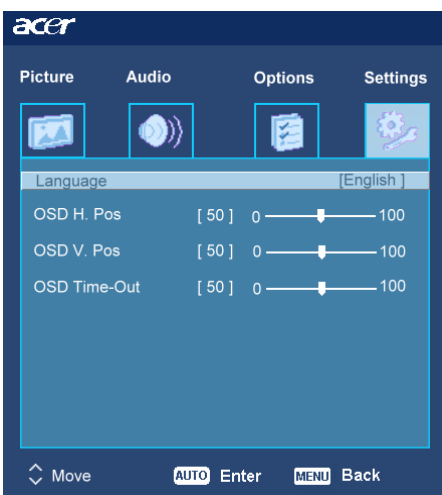 acer
Picture Audio Options Settings
Language [English ]
OSD H. Pos [ 50 ] 0 100
OSD V. Pos [ 50 ] 0 100
OSD Time-Out [ 50 ] 0 100
Move AUTO Enter MENU Back